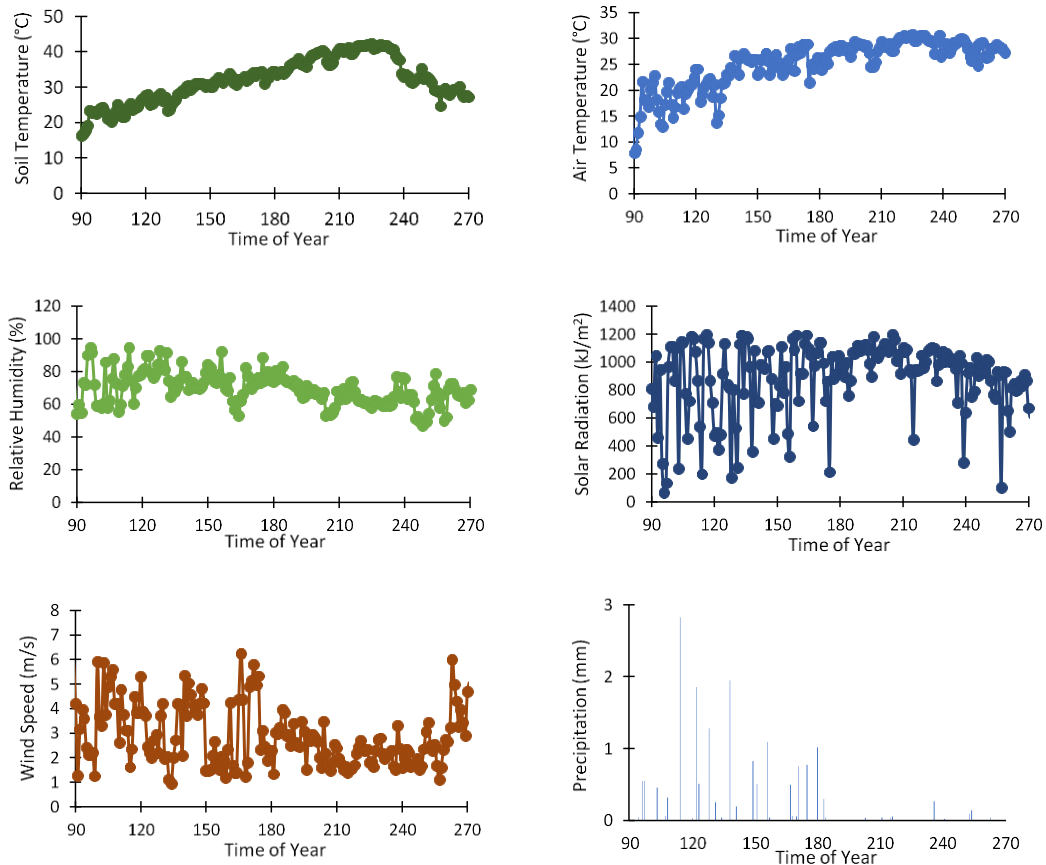 Soil Temperature (°C)
50
40
30
20
10
0
90 120 150 180 210 240 270
Time of Year
Air Temperature (°C)
35
30
25
20
15
10
5
0
90 120 150 180 210 240 270
Time of Year
Relative Humidity (%)
120
100
80
60
40
20
0
90 120 150 180 210 240 270
Time of Year
Solar Radiation (kJ/m²)
1400
1200
1000
800
600
400
200
0
90 120 150 180 210 240 270
Time of Year
Wind Speed (m/s)
8
7
6
5
4
3
2
1
0
90 120 150 180 210 240 270
Time of Year
Precipitation (mm)
3
2
1
0
90 120 150 180 210 240 270
Time of Year